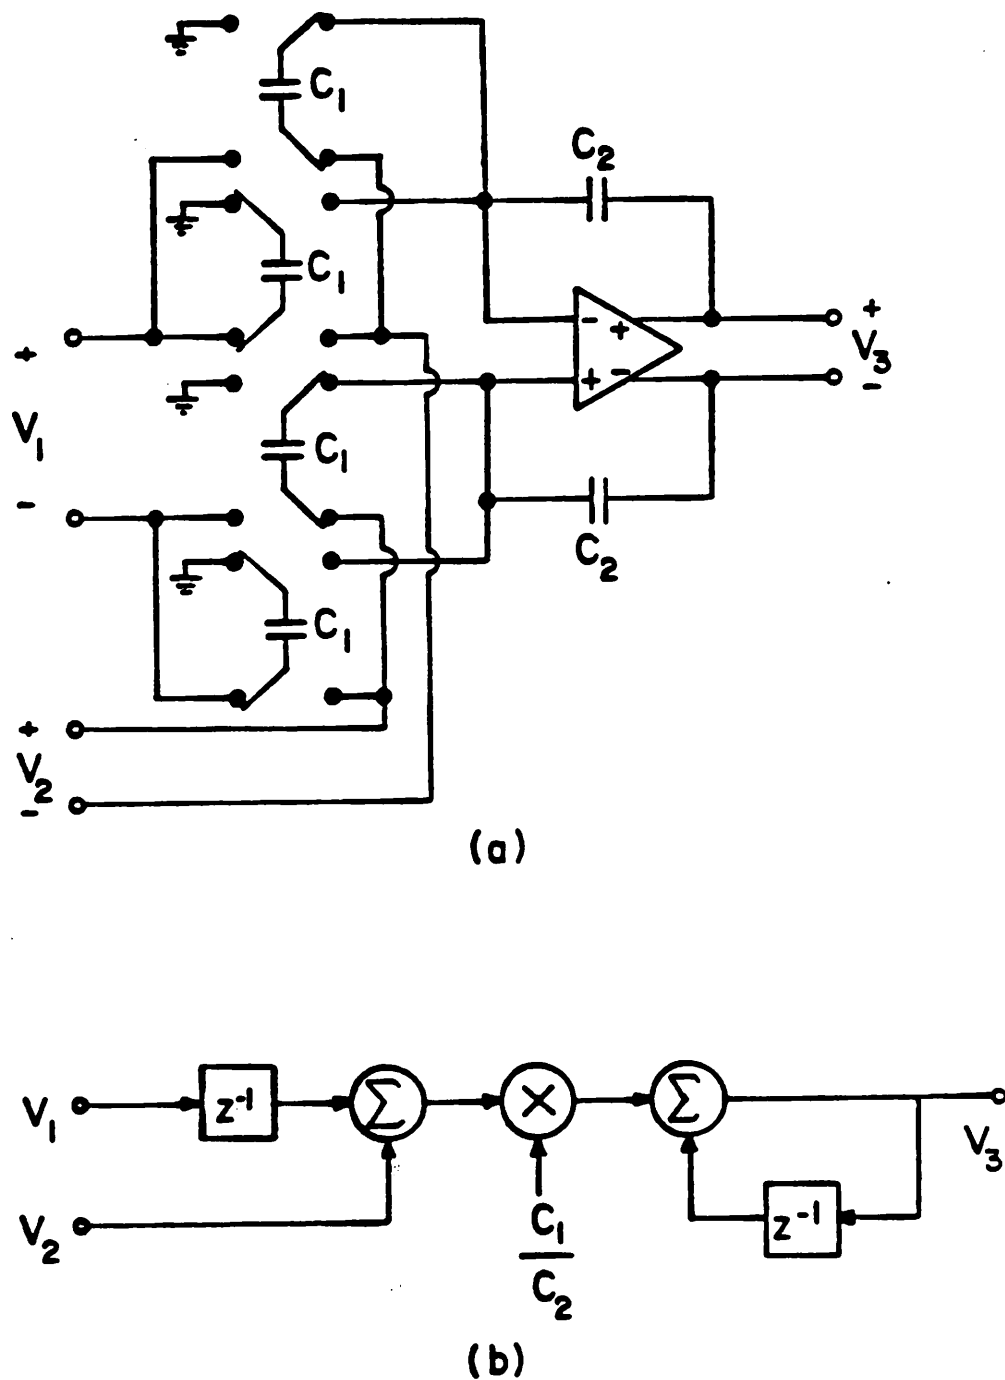 C1
C2
C1
- +
+ -
+
V3
-
+
V1
-
C1
C2
C1
+
V2
-
(a)
V1
z⁻¹
Σ
×
Σ
V3
V2
C1
C2
z⁻¹
(b)